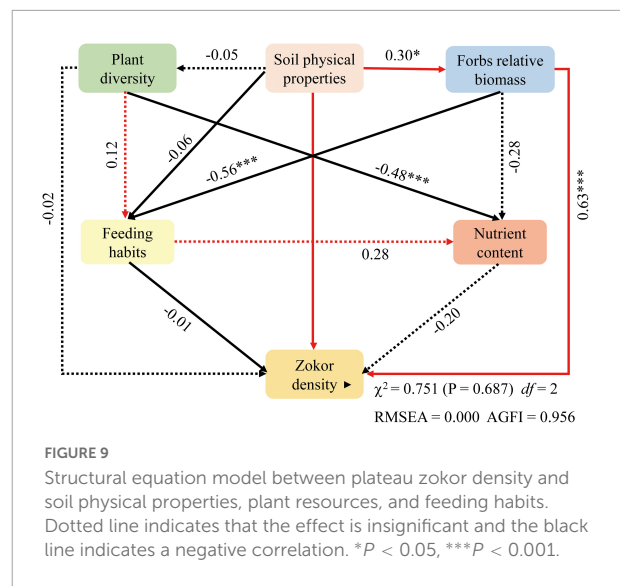 -0.05
0.30*
Plant
diversity
Soil physical
properties
Forbs relative
biomass
0.12
-0.06
-0.56***
-0.48***
-0.28
0.63***
-0.02
Feeding
habits
0.28
Nutrient
content
-0.01
-0.20
Zokor
density ►
χ² = 0.751 (P = 0.687) df = 2
RMSEA = 0.000 AGFI = 0.956
FIGURE 9
Structural equation model between plateau zokor density and
soil physical properties, plant resources, and feeding habits.
Dotted line indicates that the effect is insignificant and the black
line indicates a negative correlation. *P < 0.05, ***P < 0.001.